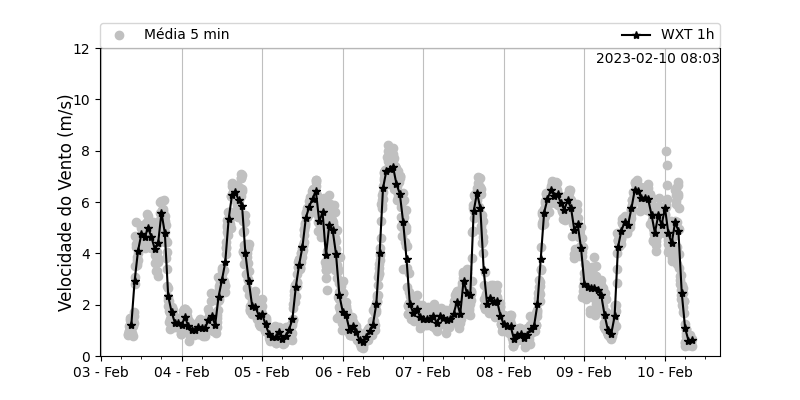 Média 5 min
WXT 1h
2023-02-10 08:03
Velocidade do Vento (m/s)
12
10
8
6
4
2
0
03 - Feb
04 - Feb
05 - Feb
06 - Feb
07 - Feb
08 - Feb
09 - Feb
10 - Feb